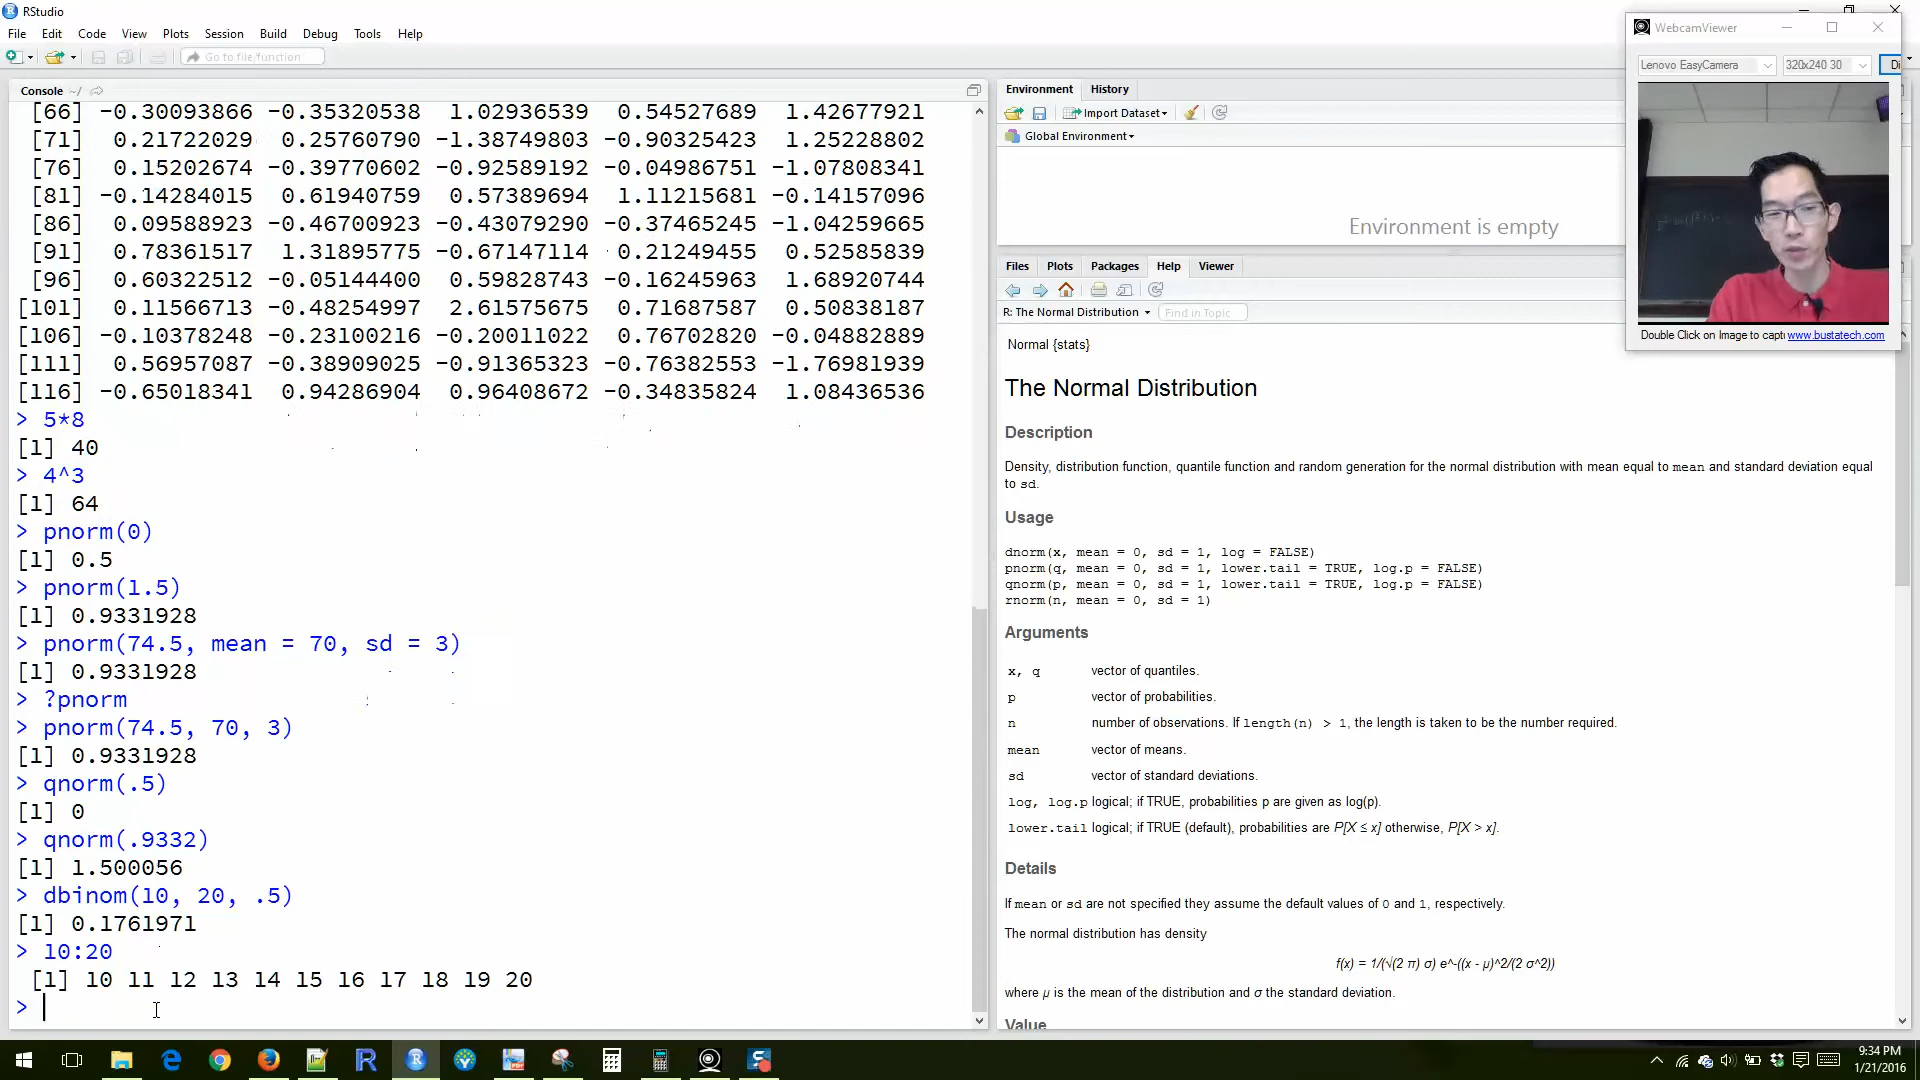 RStudio
File Edit Code View Plots Session Build Debug Tools Help
Go to file/function
Console ~/
[66] -0.30093866 -0.35320538 1.02936539 0.54527689 1.42677921
[71] 0.21722029 0.25760790 -1.38749803 -0.90325423 1.25228802
[76] 0.15202674 -0.39770602 -0.92589192 -0.04986751 -1.07808341
[81] -0.14284015 0.61940759 0.57389694 1.11215681 -0.14157096
[86] 0.09588923 -0.46700923 -0.43079290 -0.37465245 -1.04259665
[91] 0.78361517 1.31895775 -0.67147114 0.21249455 0.52585839
[96] 0.60322512 -0.05144400 0.59828743 -0.16245963 1.68920744
[101] 0.11566713 -0.48254997 2.61575675 0.71687587 0.50838187
[106] -0.10378248 -0.23100216 -0.20011022 0.76702820 -0.04882889
[111] 0.56957087 -0.38909025 -0.91365323 -0.76382553 -1.76981939
[116] -0.65018341 0.94286904 0.96408672 -0.34835824 1.08436536
> 5*8
[1] 40
> 4^3
[1] 64
> pnorm(0)
[1] 0.5
> pnorm(1.5)
[1] 0.9331928
> pnorm(74.5, mean = 70, sd = 3)
[1] 0.9331928
> ?pnorm
> pnorm(74.5, 70, 3)
[1] 0.9331928
> qnorm(.5)
[1] 0
> qnorm(.9332)
[1] 1.500056
> dbinom(10, 20, .5)
[1] 0.1761971
> 10:20
[1] 10 11 12 13 14 15 16 17 18 19 20
>
Environment History
Import Dataset
Global Environment
Environment is empty
Files Plots Packages Help Viewer
R: The Normal Distribution Find in Topic
Normal {stats}
The Normal Distribution
Description
Density, distribution function, quantile function and random generation for the normal distribution with mean equal to mean and standard deviation equal
to sd.
Usage
dnorm(x, mean = 0, sd = 1, log = FALSE)
pnorm(q, mean = 0, sd = 1, lower.tail = TRUE, log.p = FALSE)
qnorm(p, mean = 0, sd = 1, lower.tail = TRUE, log.p = FALSE)
rnorm(n, mean = 0, sd = 1)
Arguments
x, q vector of quantiles.
p vector of probabilities.
n number of observations. If length(n) > 1, the length is taken to be the number required.
mean vector of means.
sd vector of standard deviations.
log, log.p logical; if TRUE, probabilities p are given as log(p).
lower.tail logical; if TRUE (default), probabilities are P[X ≤ x] otherwise, P[X > x].
Details
If mean or sd are not specified they assume the default values of 0 and 1, respectively.
The normal distribution has density
f(x) = 1/(√(2 π) σ) e^-((x - μ)^2/(2 σ^2))
where μ is the mean of the distribution and σ the standard deviation.
Value
WebcamViewer
Lenovo EasyCamera 320x240 30 Di
Double Click on Image to capt www.bustatech.com
9:34 PM
1/21/2016